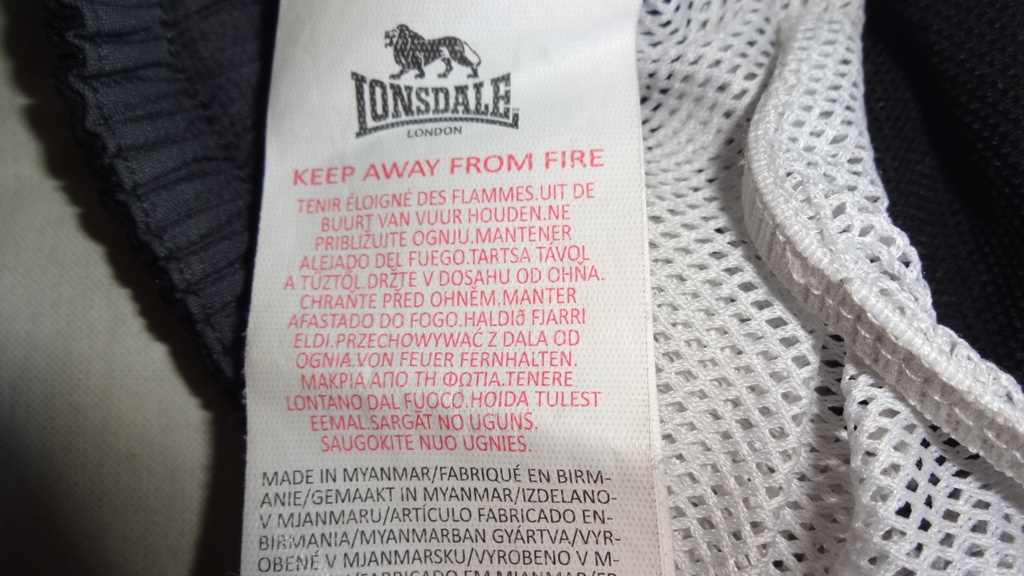 LONSDALE
LONDON
KEEP AWAY FROM FIRE
TENIR ÉLOIGNÉ DES FLAMMES.UIT DE
BUURT VAN VUUR HOUDEN.NE
PRIBLIŽUJTE OGNJU.MANTENER
ALEJADO DEL FUEGO.TARTSA TÁVOL
A TŰZTŐL.DRŽTE V DOSAHU OD OHŇA.
CHRAŇTE PŘED OHNĚM.MANTER
AFASTADO DO FOGO.HALDIÐ FJARRI
ELDI.PRZECHOWYWAĆ Z DALA OD
OGNIA.VON FEUER FERNHALTEN.
ΜΑΚΡΙΑ ΑΠΟ ΤΗ ΦΩΤΙΑ.TENERE
LONTANO DAL FUOCO.HOIDA TULEST
EEMAL.SARGĀT NO UGUNS.
SAUGOKITE NUO UGNIES.
MADE IN MYANMAR/FABRIQUÉ EN BIRM-
ANIE/GEMAAKT IN MYANMAR/IZDELANO-
V MJANMARU/ARTÍCULO FABRICADO EN-
BIRMANIA/MYANMARBAN GYÁRTVA/VYR-
OBENÉ V MJANMARSKU/VYROBENO V M-
/FABRICADO EM MIANMAR/